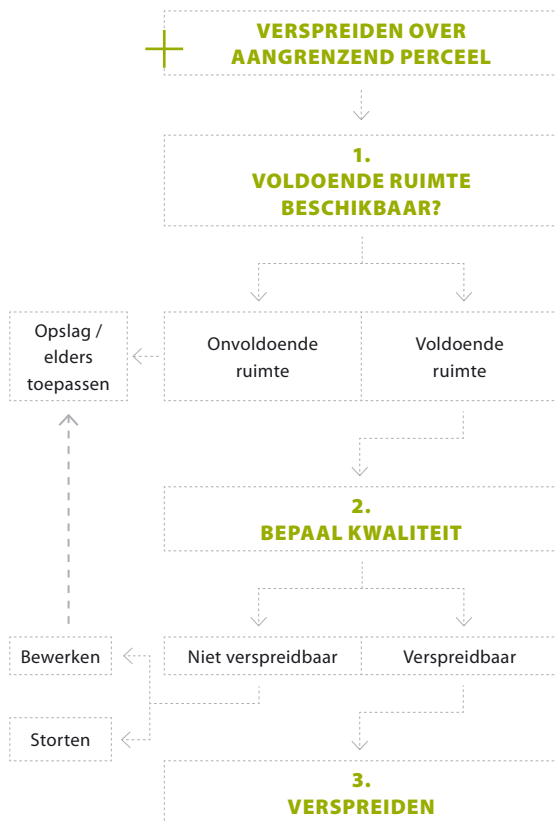 VERSPREIDEN OVER
AANGRENZEND PERCEEL
1.
VOLDOENDE RUIMTE
BESCHIKBAAR?
Opslag /
elders
toepassen
Onvoldoende
ruimte
Voldoende
ruimte
2.
BEPAAL KWALITEIT
Bewerken
Niet verspreidbaar
Verspreidbaar
Storten
3.
VERSPREIDEN